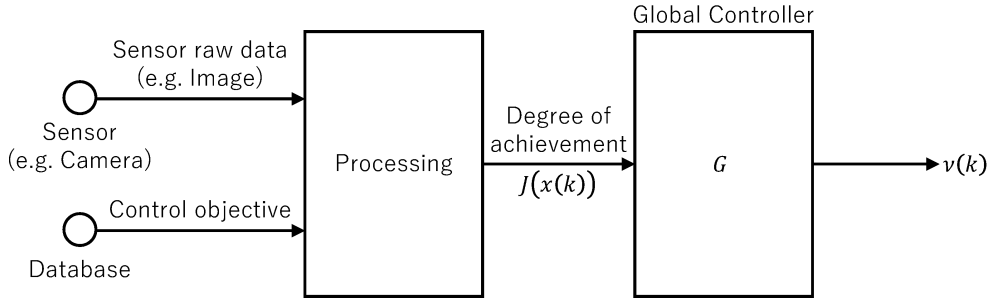 Global Controller
Sensor raw data
(e.g. Image)
Sensor
(e.g. Camera)
Control objective
Database
Processing
Degree of
achievement
J(x(k))
G
ν(k)